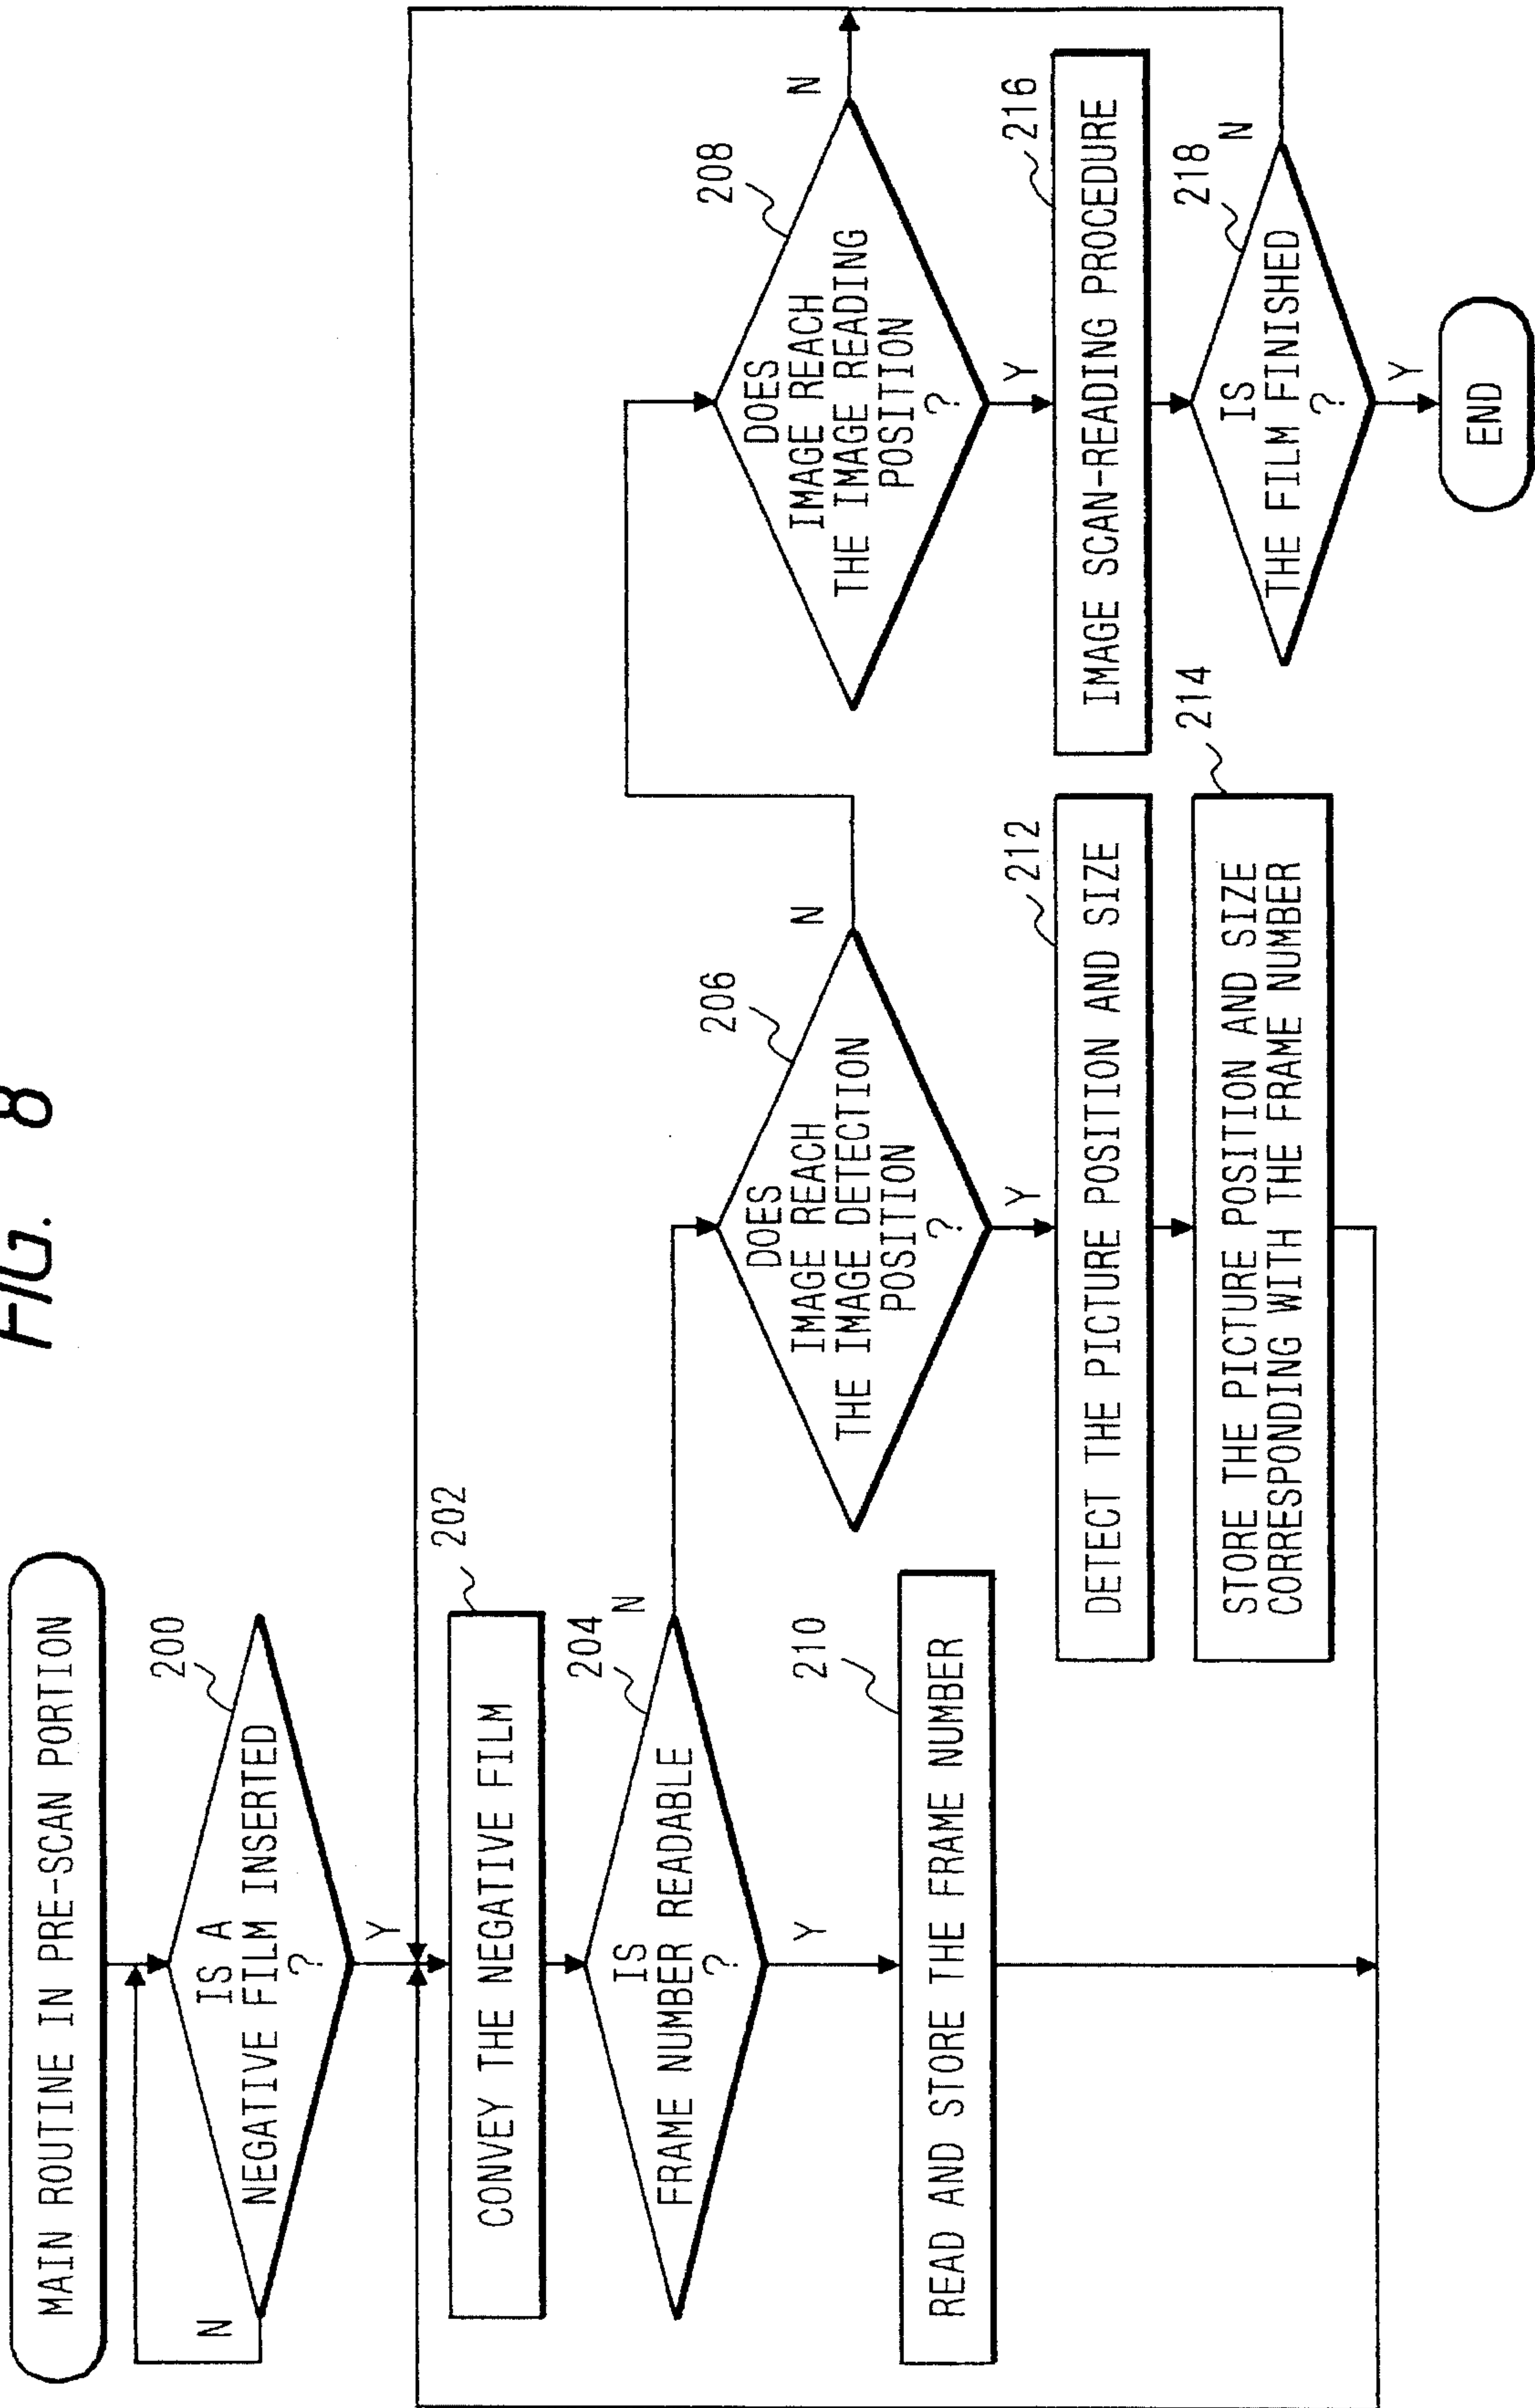 FIG. 8
MAIN ROUTINE IN PRE-SCAN PORTION
200
IS A
NEGATIVE FILM INSERTED
?
N
Y
202
CONVEY THE NEGATIVE FILM
204
IS
FRAME NUMBER READABLE
?
N
Y
210
READ AND STORE THE FRAME NUMBER
206
DOES
IMAGE REACH
THE IMAGE DETECTION
POSITION
?
N
Y
212
DETECT THE PICTURE POSITION AND SIZE
214
STORE THE PICTURE POSITION AND SIZE
CORRESPONDING WITH THE FRAME NUMBER
208
DOES
IMAGE REACH
THE IMAGE READING
POSITION
?
N
Y
216
IMAGE SCAN-READING PROCEDURE
218
IS
THE FILM FINISHED
?
N
Y
END